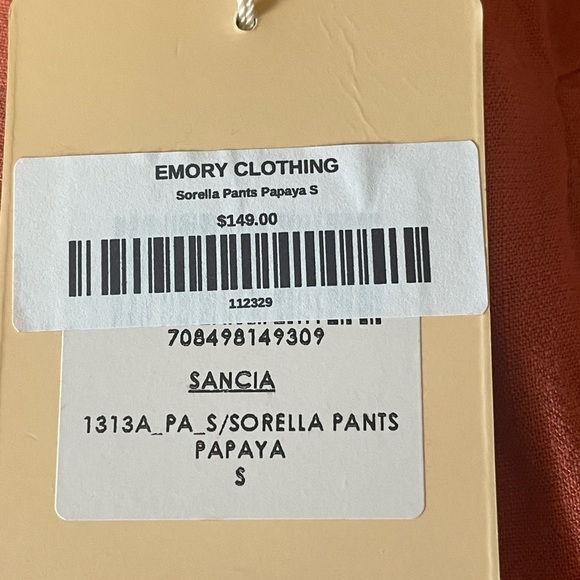 EMORY CLOTHING
Sorella Pants Papaya S
$149.00
112329
708498149309
SANCIA
1313A_PA_S/SORELLA PANTS
PAPAYA
S